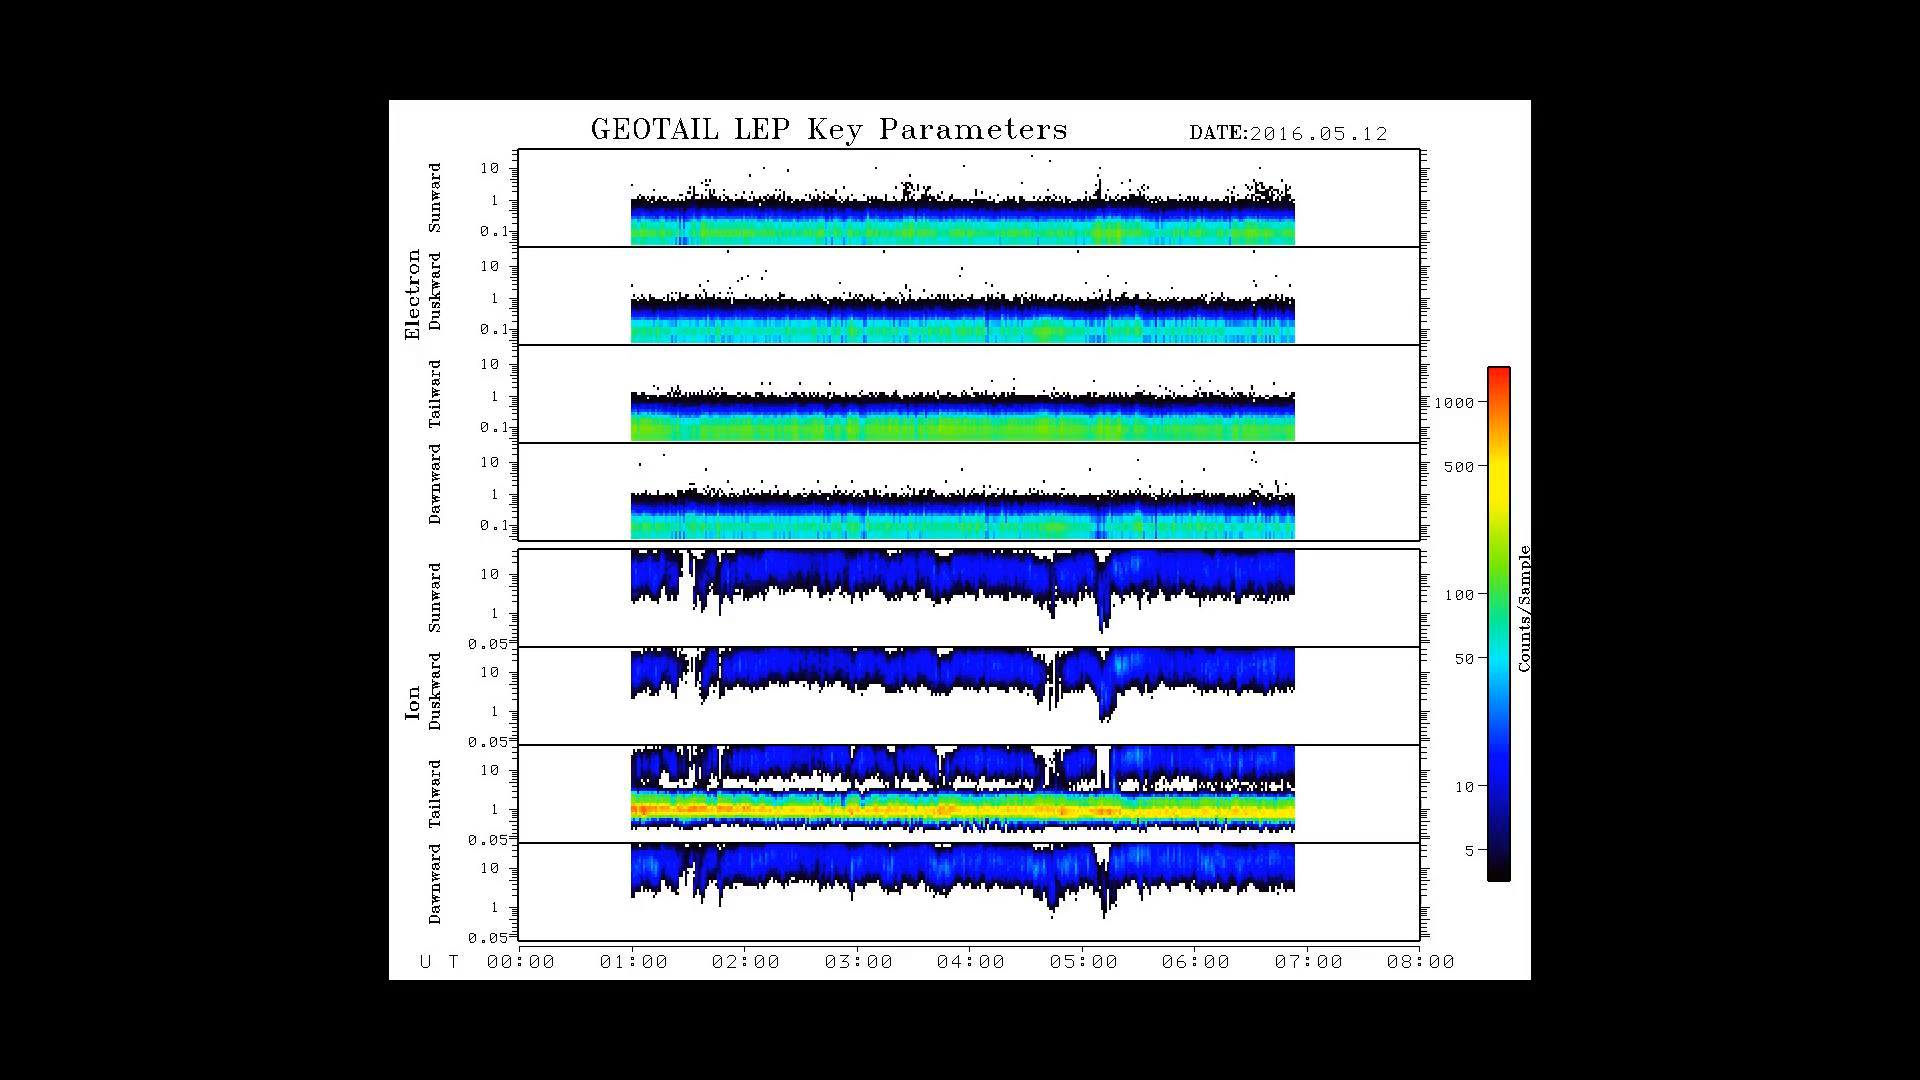 GEOTAIL LEP Key Parameters
DATE:2016.05.12
Electron
Sunward
10
1
0.1
Duskward
10
1
0.1
Tailward
10
1
0.1
Dawnward
10
1
0.1
Ion
Sunward
10
1
0.05
Duskward
10
1
0.05
Tailward
10
1
0.05
Dawnward
10
1
0.05
U T 00:00 01:00 02:00 03:00 04:00 05:00 06:00 07:00 08:00
1000
500
100
50
10
5
Counts/Sample